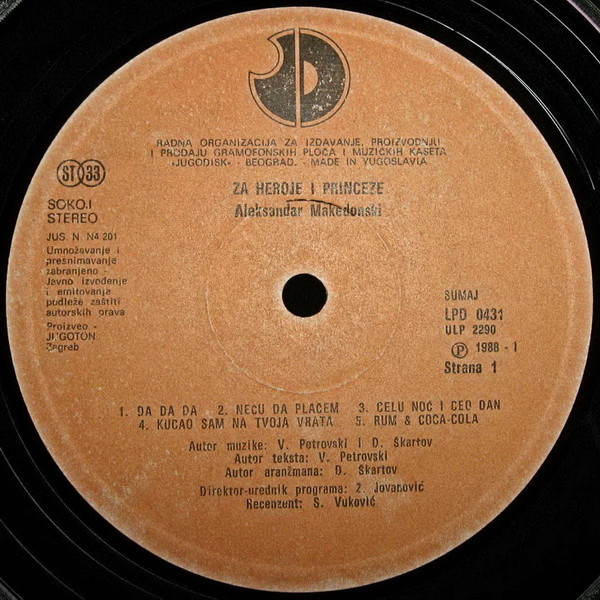 JD
RADNA ORGANIZACIJA ZA IZDAVANJE, PROIZVODNJU
I PRODAJU GRAMOFONSKIH PLOČA I MUZIČKIH KASETA
«JUGODISK» - BEOGRAD. - MADE IN YUGOSLAVIA
ST 33
SOKOJ
STEREO
JUS. N. N4 201
Umnožavanje i
presnimavanje
zabranjeno -
Javno izvođenje
i emitovanje
podleže zaštiti
autorskih prava
Proizveo -
JUGOTON
Zagreb
ZA HEROJE I PRINCEZE
Aleksandar Makedonski
SUMAJ
LPD 0431
ULP 2290
Ⓟ 1988 - I
Strana 1
1. DA DA DA 2. NEĆU DA PLAČEM 3. CELU NOĆ I CEO DAN
4. KUCAO SAM NA TVOJA VRATA 5. RUM & COCA-COLA
Autor muzike: V. Petrovski i D. Škartov
Autor teksta: V. Petrovski
Autor aranžmana: D. Škartov
Direktor-urednik programa: Ž. Jovanović
Recenzent: S. Vuković